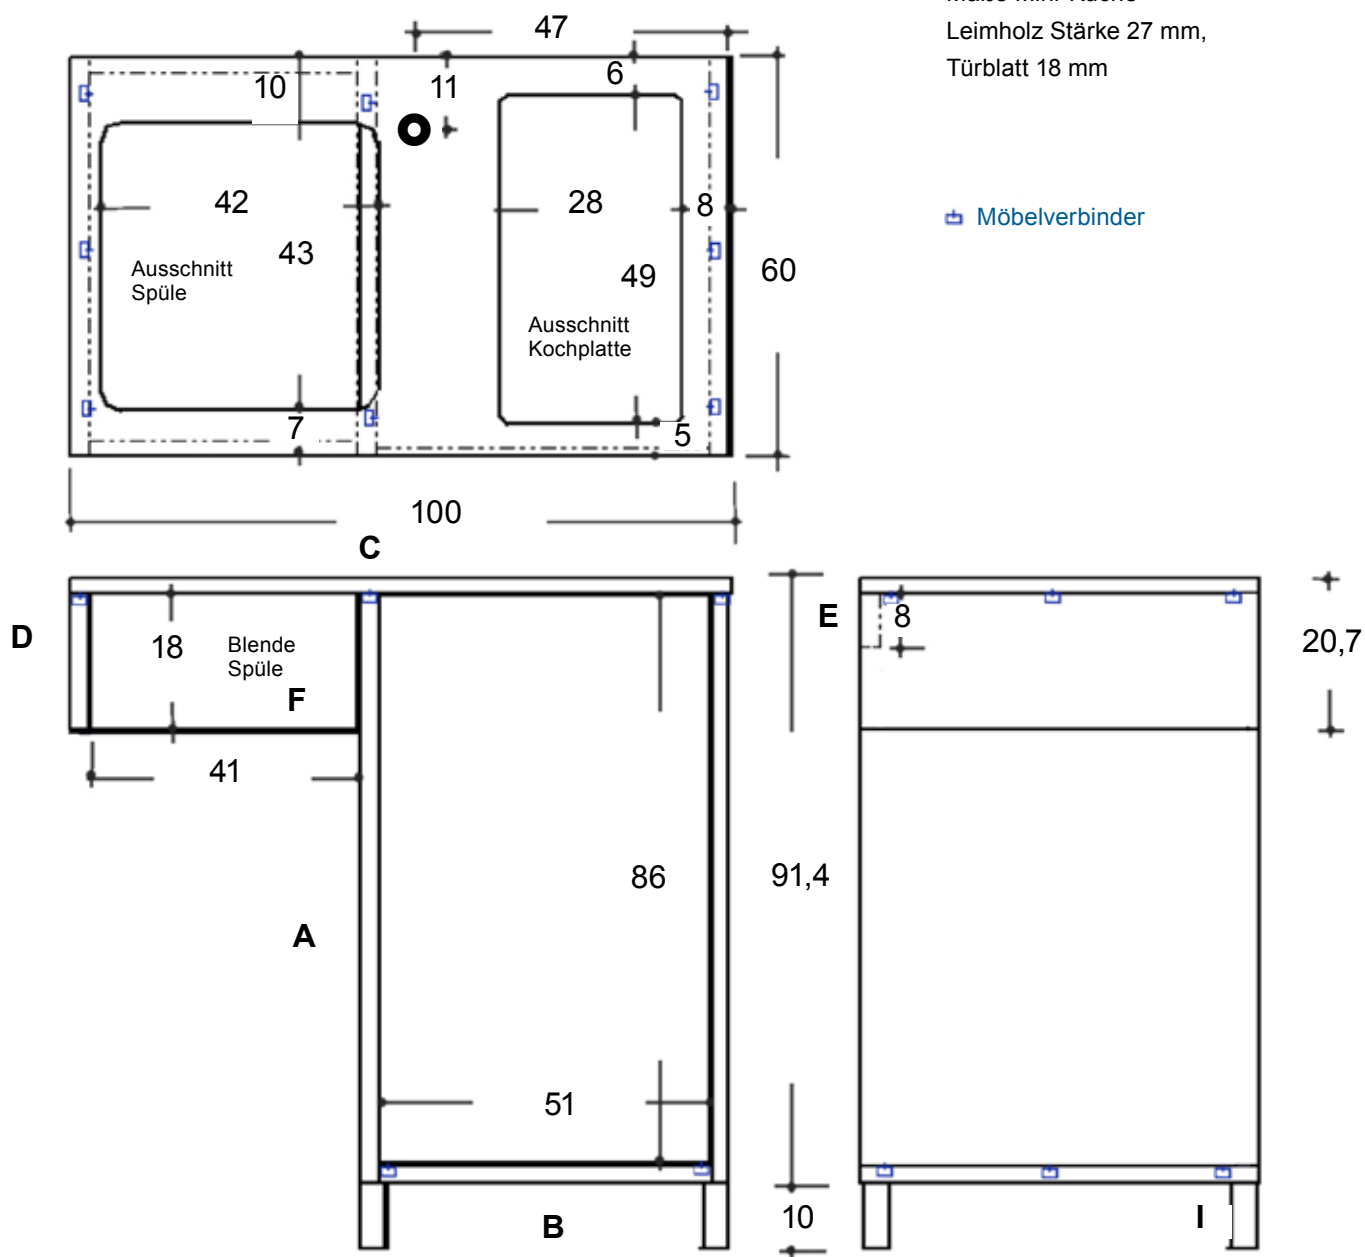 Leimholz Stärke 27 mm,
Türblatt 18 mm
Möbelverbinder
47
10
11
6
42
28
8
43
49
60
Ausschnitt
Spüle
Ausschnitt
Kochplatte
7
5
100
C
D
18
Blende
Spüle
F
41
E
8
20,7
86
91,4
A
51
10
B
I